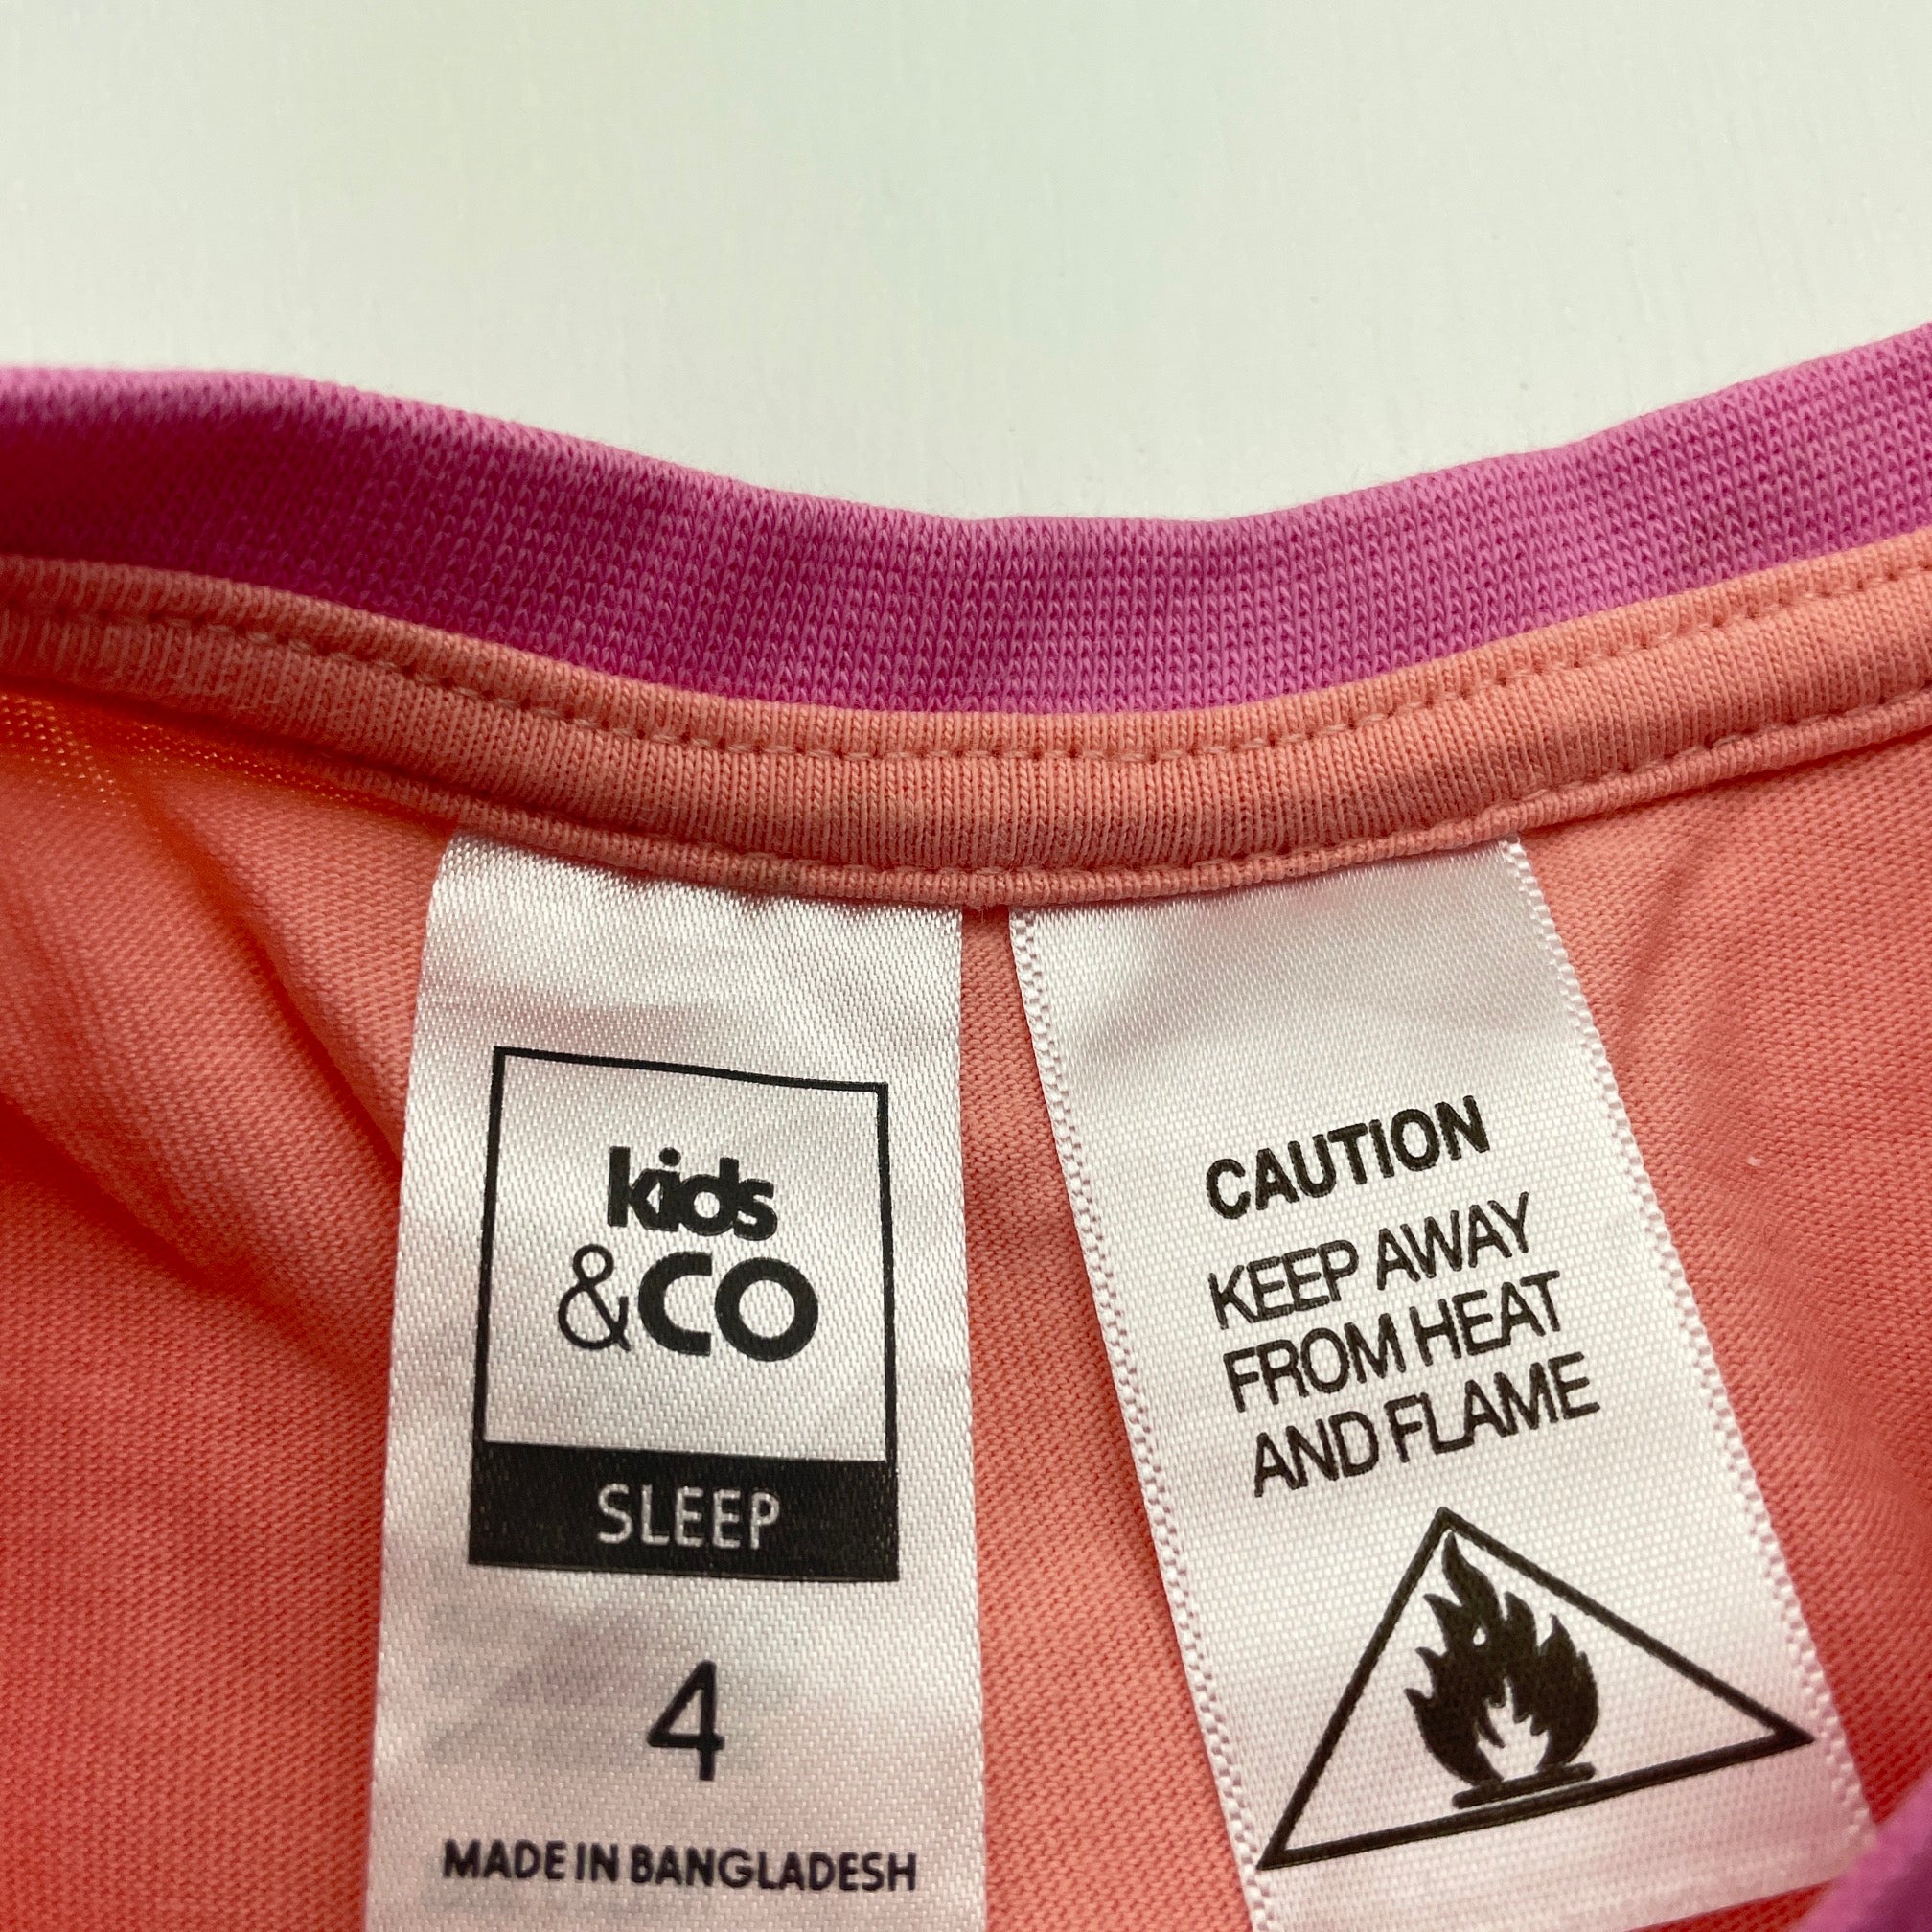 kids
&CO
SLEEP
4
MADE IN BANGLADESH
CAUTION
KEEP AWAY
FROM HEAT
AND FLAME